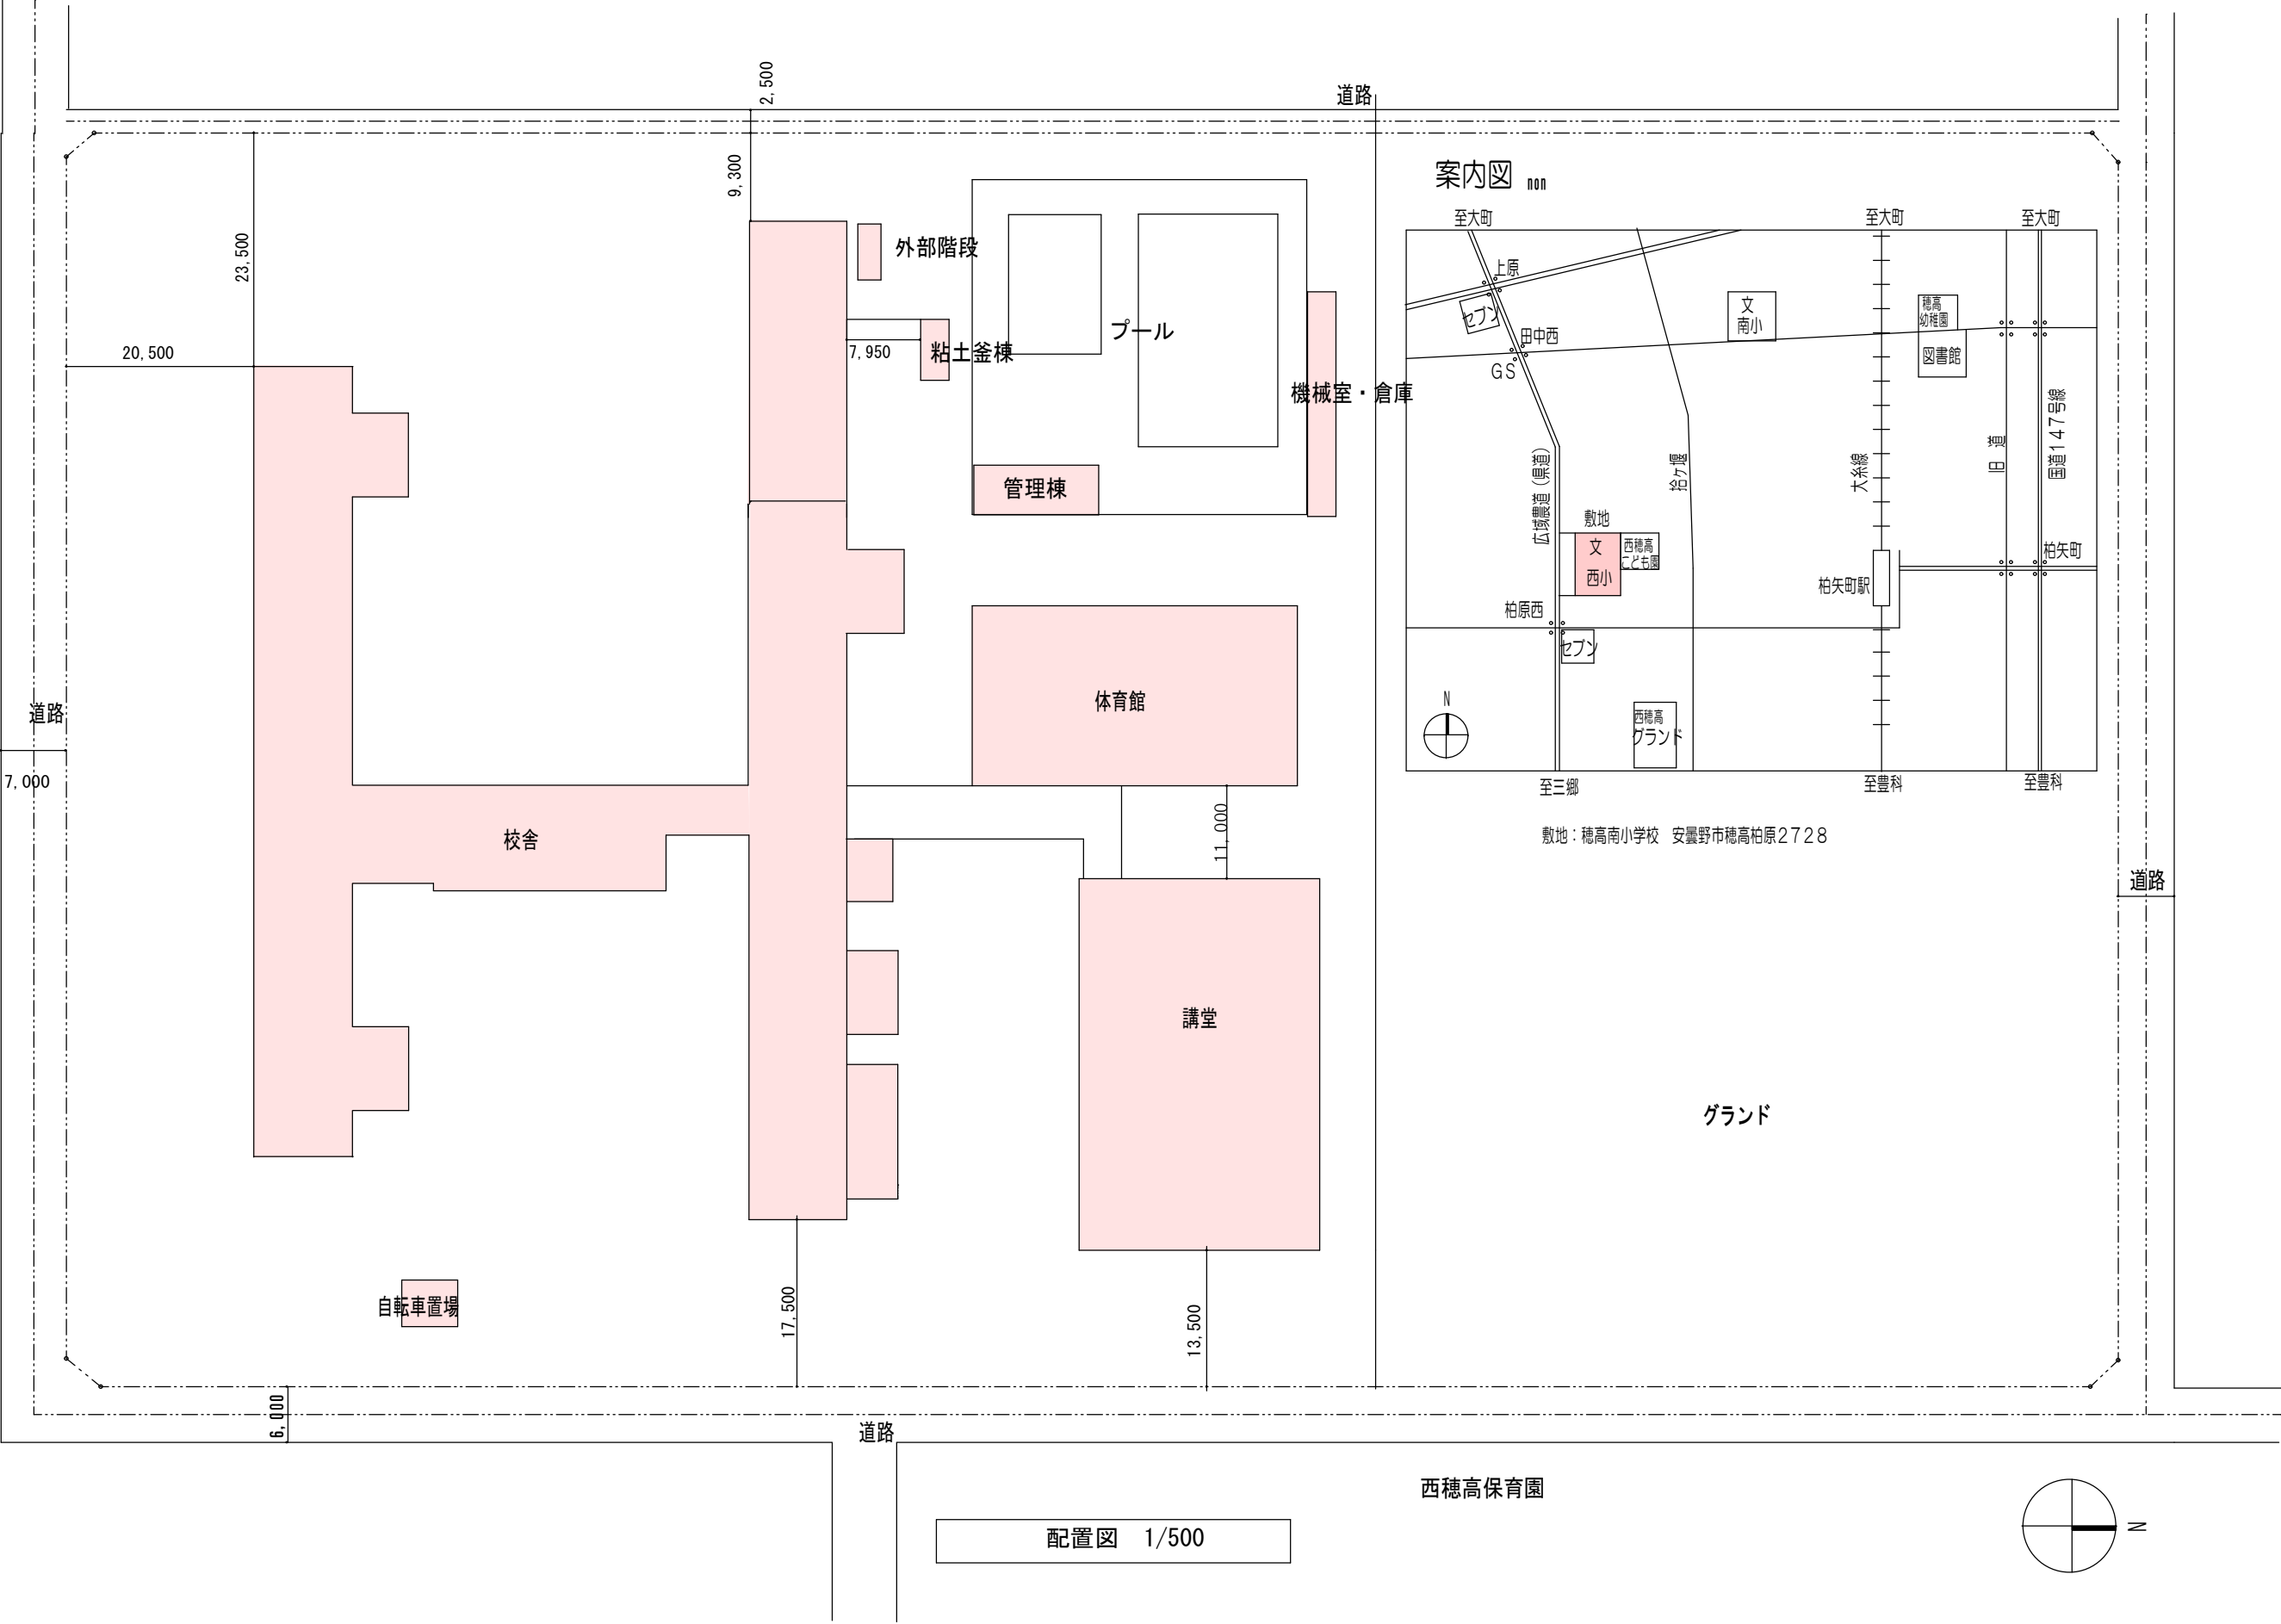 2,500
道路
9,300
23,500
外部階段
20,500
7,950
粘土釜棟
プール
機械室・倉庫
管理棟
案内図 non
至大町
至大町
至大町
上原
セブン
田中西
GS
文
南小
穂高
幼稚園
図書館
広域農道（県道）
拾ケ堰
大糸線
旧 道
国道147号線
敷地
文
西小
西穂高
こども園
柏矢町
柏矢町駅
柏原西
セブン
N
西穂高
グランド
至三郷
至豊科
至豊科
敷地：穂高南小学校　安曇野市穂高柏原2728
道路
7,000
体育館
11,000
校舎
道路
講堂
グランド
自転車置場
17,500
13,500
6,000
道路
西穂高保育園
配置図　1/500
N